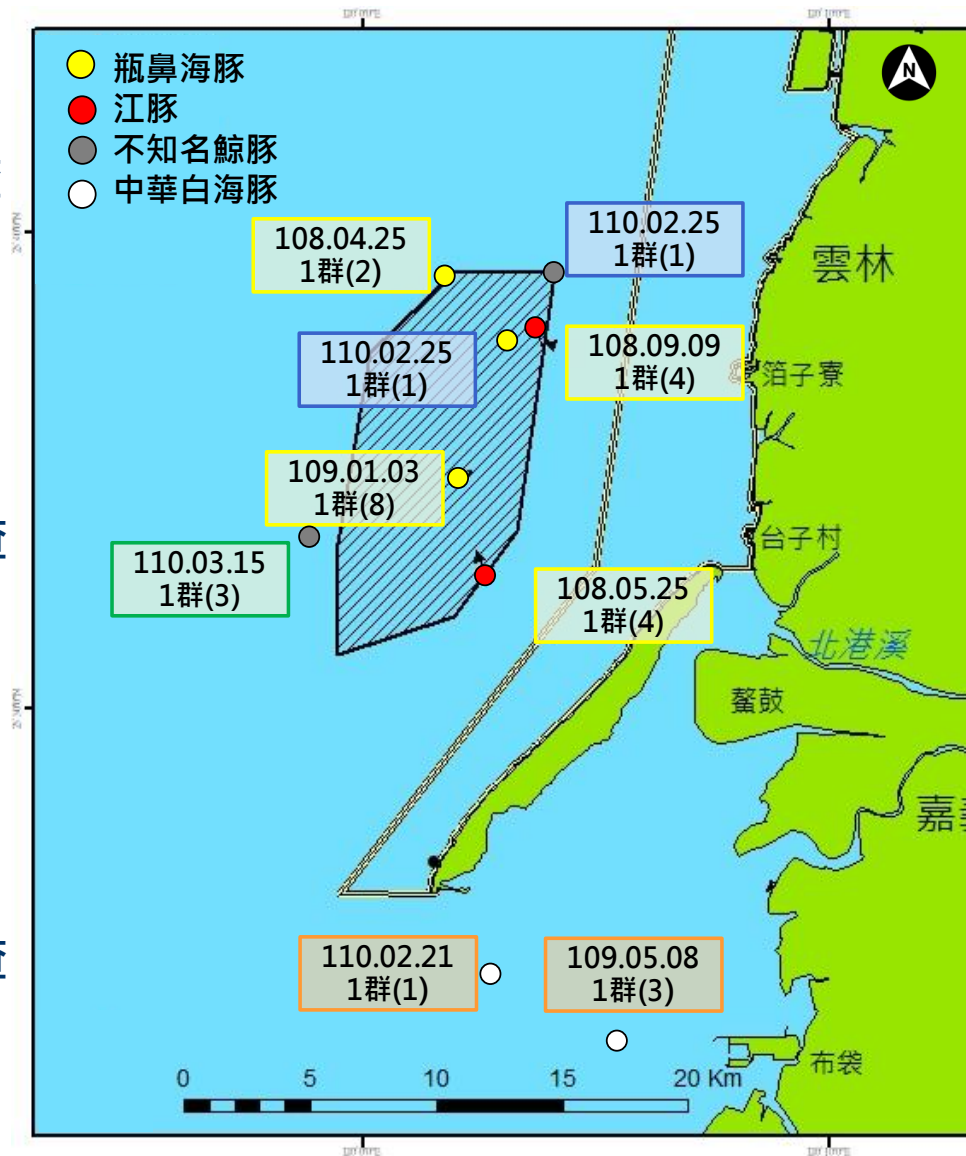 瓶鼻海豚
江豚
不知名鯨豚
中華白海豚
N
108.04.25
1群(2)
110.02.25
1群(1)
雲林
110.02.25
1群(1)
108.09.09
1群(4)
箔子寮
109.01.03
1群(8)
110.03.15
1群(3)
台子村
108.05.25
1群(4)
北港溪
鰲鼓
嘉
110.02.21
1群(1)
109.05.08
1群(3)
布袋
0 5 10 15 20 Km
查
查